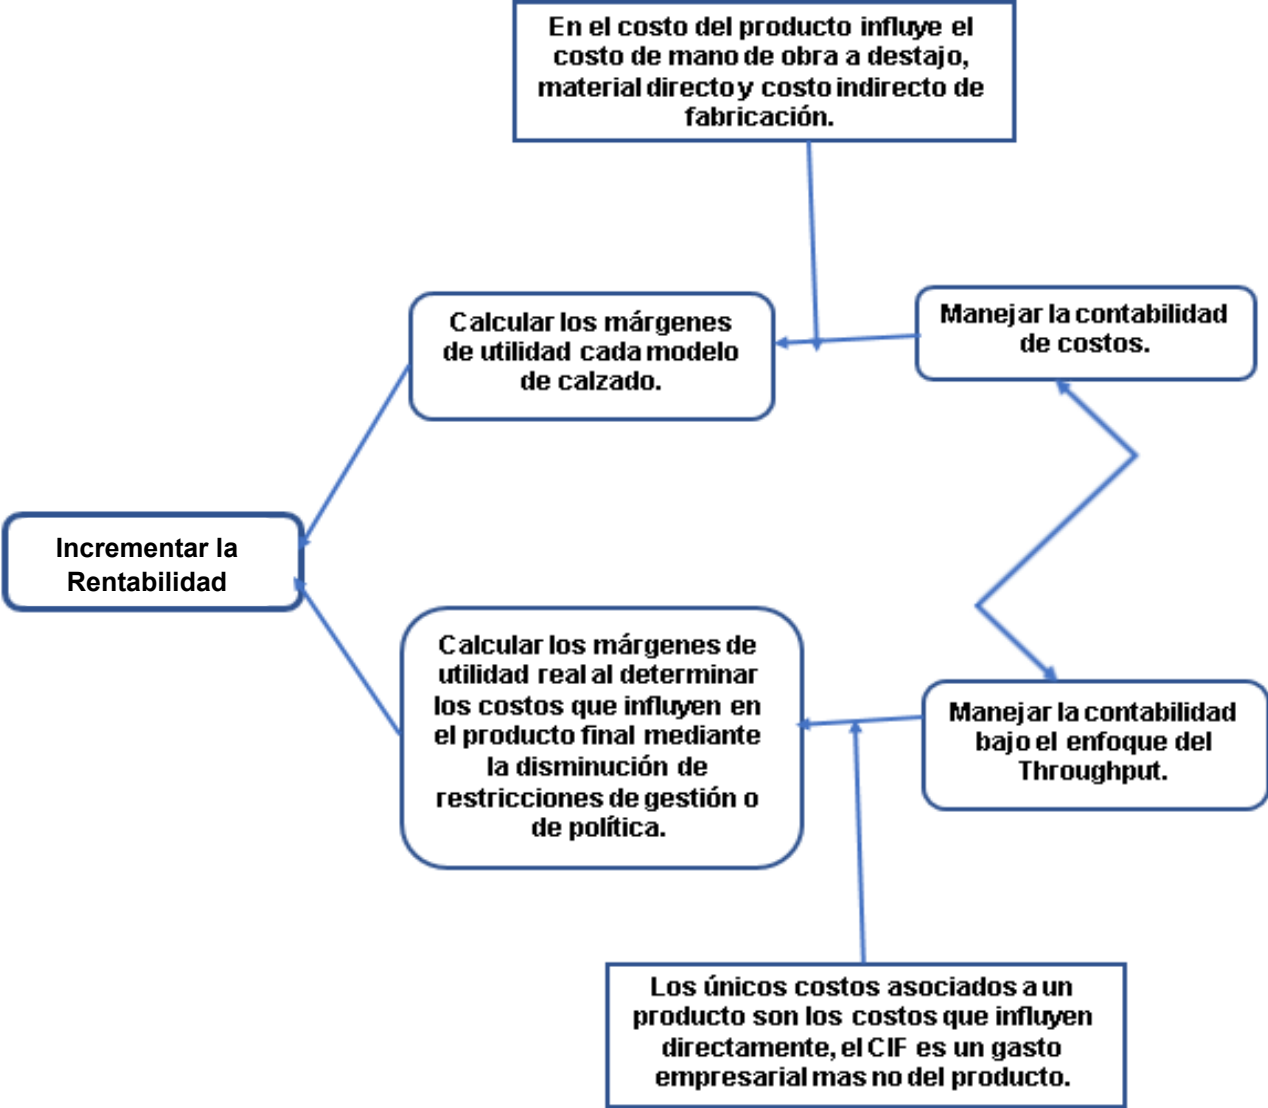 En el costo del producto influye el
costo de mano de obra a destajo,
material directo y costo indirecto de
fabricación.
Calcular los márgenes
de utilidad cada modelo
de calzado.
Manejar la contabilidad
de costos.
Incrementar la
Rentabilidad
Calcular los márgenes de
utilidad real al determinar
los costos que influyen en
el producto final mediante
la disminución de
restricciones de gestión o
de política.
Manejar la contabilidad
bajo el enfoque del
Throughput.
Los únicos costos asociados a un
producto son los costos que influyen
directamente, el CIF es un gasto
empresarial mas no del producto.